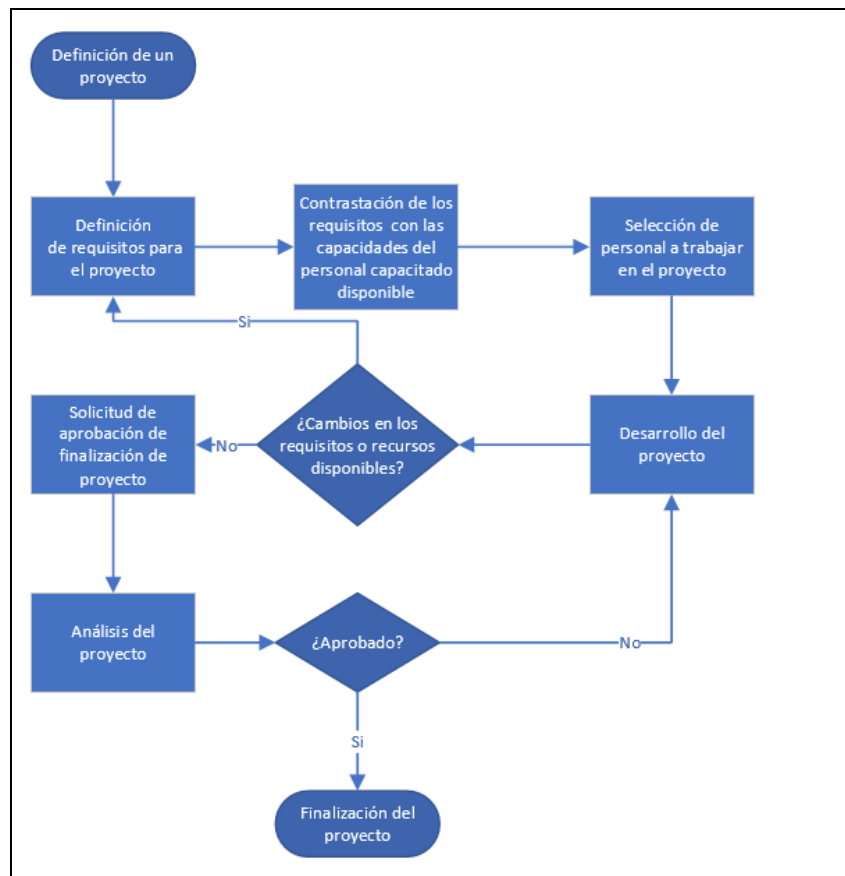 Definición de un
proyecto
Definición
de requisitos para
el proyecto
Contrastación de los
requisitos con las
capacidades del
personal capacitado
disponible
Selección de
personal a trabajar
en el proyecto
Si
Solicitud de
aprobación de
finalización de
proyecto
No
¿Cambios en los
requisitos o recursos
disponibles?
Desarrollo del
proyecto
Análisis del
proyecto
¿Aprobado?
No
Si
Finalización del
proyecto